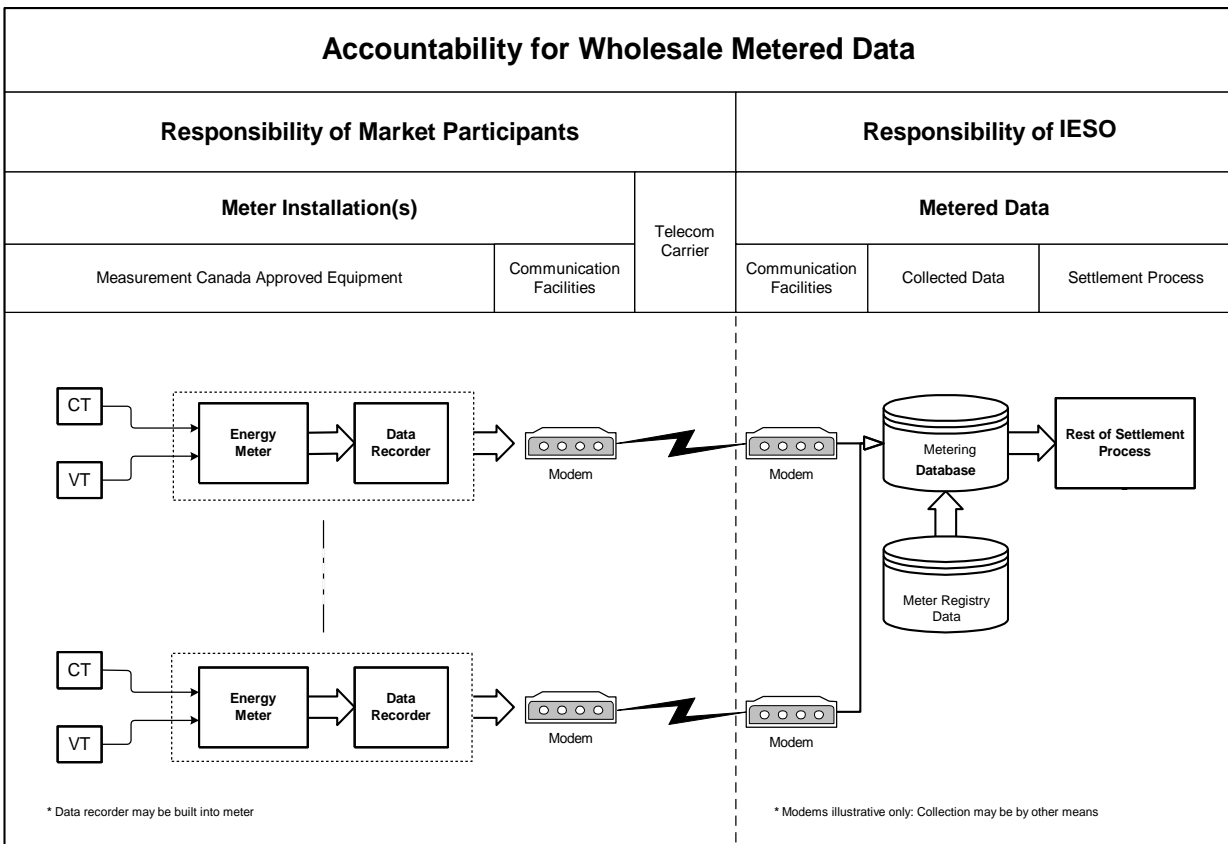 Accountability for Wholesale Metered Data
Responsibility of Market Participants
Responsibility of IESO
Meter Installation(s)
Telecom
Carrier
Metered Data
Measurement Canada Approved Equipment
Communication
Facilities
Communication
Facilities
Collected Data
Settlement Process
CT
VT
Energy
Meter
Data
Recorder
Modem
Modem
Metering
Database
Rest of Settlement
Process
Meter Registry
Data
CT
VT
Energy
Meter
Data
Recorder
Modem
Modem
* Data recorder may be built into meter
* Modems illustrative only: Collection may be by other means